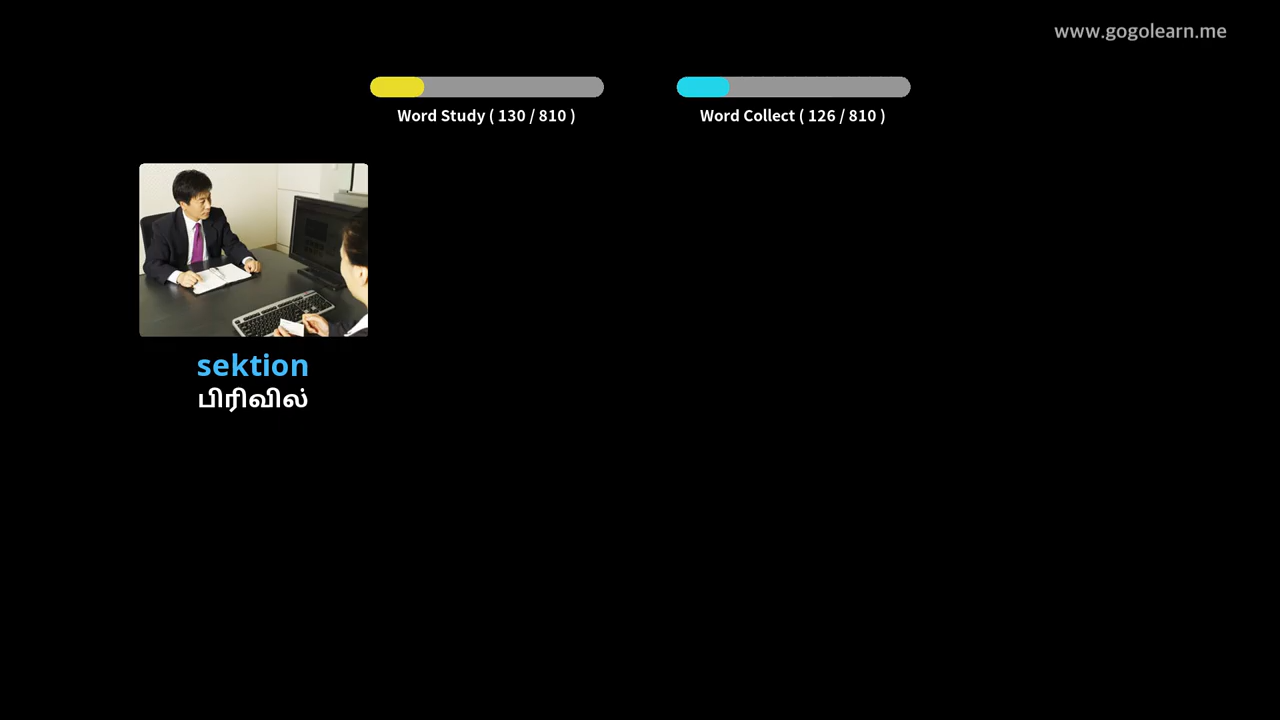 www.gogolearn.me
Word Study ( 130 / 810 )
Word Collect ( 126 / 810 )
sektion
பிரிவில்